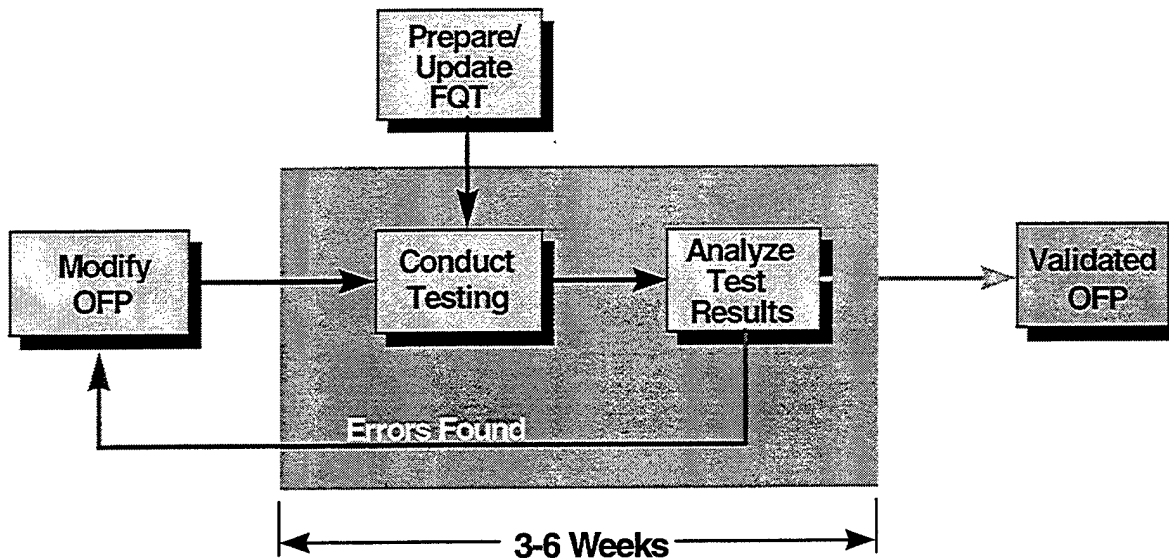 Prepare/
Update
FQT
Modify
OFP
Conduct
Testing
Analyze
Test
Results
Validated
OFP
Errors Found
3-6 Weeks